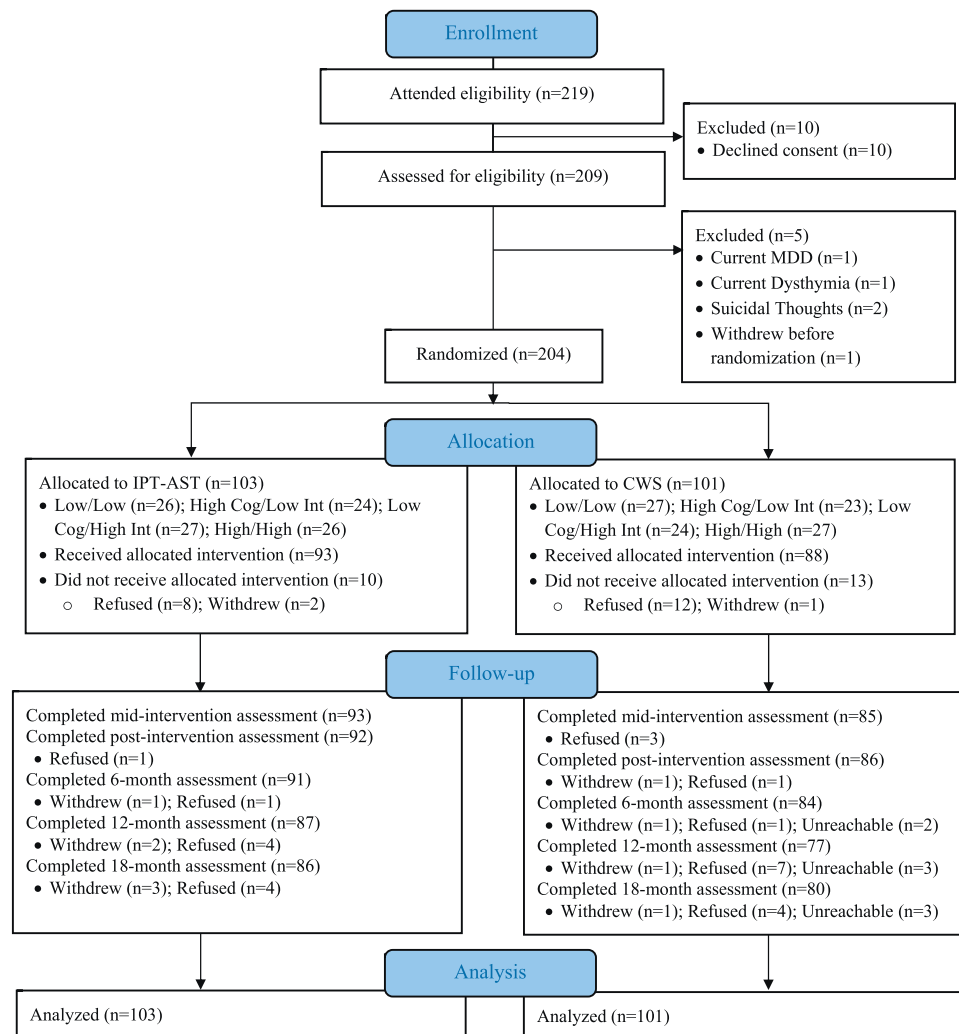 Enrollment
Attended eligibility (n=219)
Excluded (n=10)
• Declined consent (n=10)
Assessed for eligibility (n=209)
Excluded (n=5)
• Current MDD (n=1)
• Current Dysthymia (n=1)
• Suicidal Thoughts (n=2)
• Withdrew before
randomization (n=1)
Randomized (n=204)
Allocation
Allocated to IPT-AST (n=103)
• Low/Low (n=26); High Cog/Low Int (n=24); Low
Cog/High Int (n=27); High/High (n=26)
• Received allocated intervention (n=93)
• Did not receive allocated intervention (n=10)
o Refused (n=8); Withdrew (n=2)
Allocated to CWS (n=101)
• Low/Low (n=27); High Cog/Low Int (n=23); Low
Cog/High Int (n=24); High/High (n=27)
• Received allocated intervention (n=88)
• Did not receive allocated intervention (n=13)
o Refused (n=12); Withdrew (n=1)
Follow-up
Completed mid-intervention assessment (n=93)
Completed post-intervention assessment (n=92)
• Refused (n=1)
Completed 6-month assessment (n=91)
• Withdrew (n=1); Refused (n=1)
Completed 12-month assessment (n=87)
• Withdrew (n=2); Refused (n=4)
Completed 18-month assessment (n=86)
• Withdrew (n=3); Refused (n=4)
Completed mid-intervention assessment (n=85)
• Refused (n=3)
Completed post-intervention assessment (n=86)
• Withdrew (n=1); Refused (n=1)
Completed 6-month assessment (n=84)
• Withdrew (n=1); Refused (n=1); Unreachable (n=2)
Completed 12-month assessment (n=77)
• Withdrew (n=1); Refused (n=7); Unreachable (n=3)
Completed 18-month assessment (n=80)
• Withdrew (n=1); Refused (n=4); Unreachable (n=3)
Analysis
Analyzed (n=103)
Analyzed (n=101)